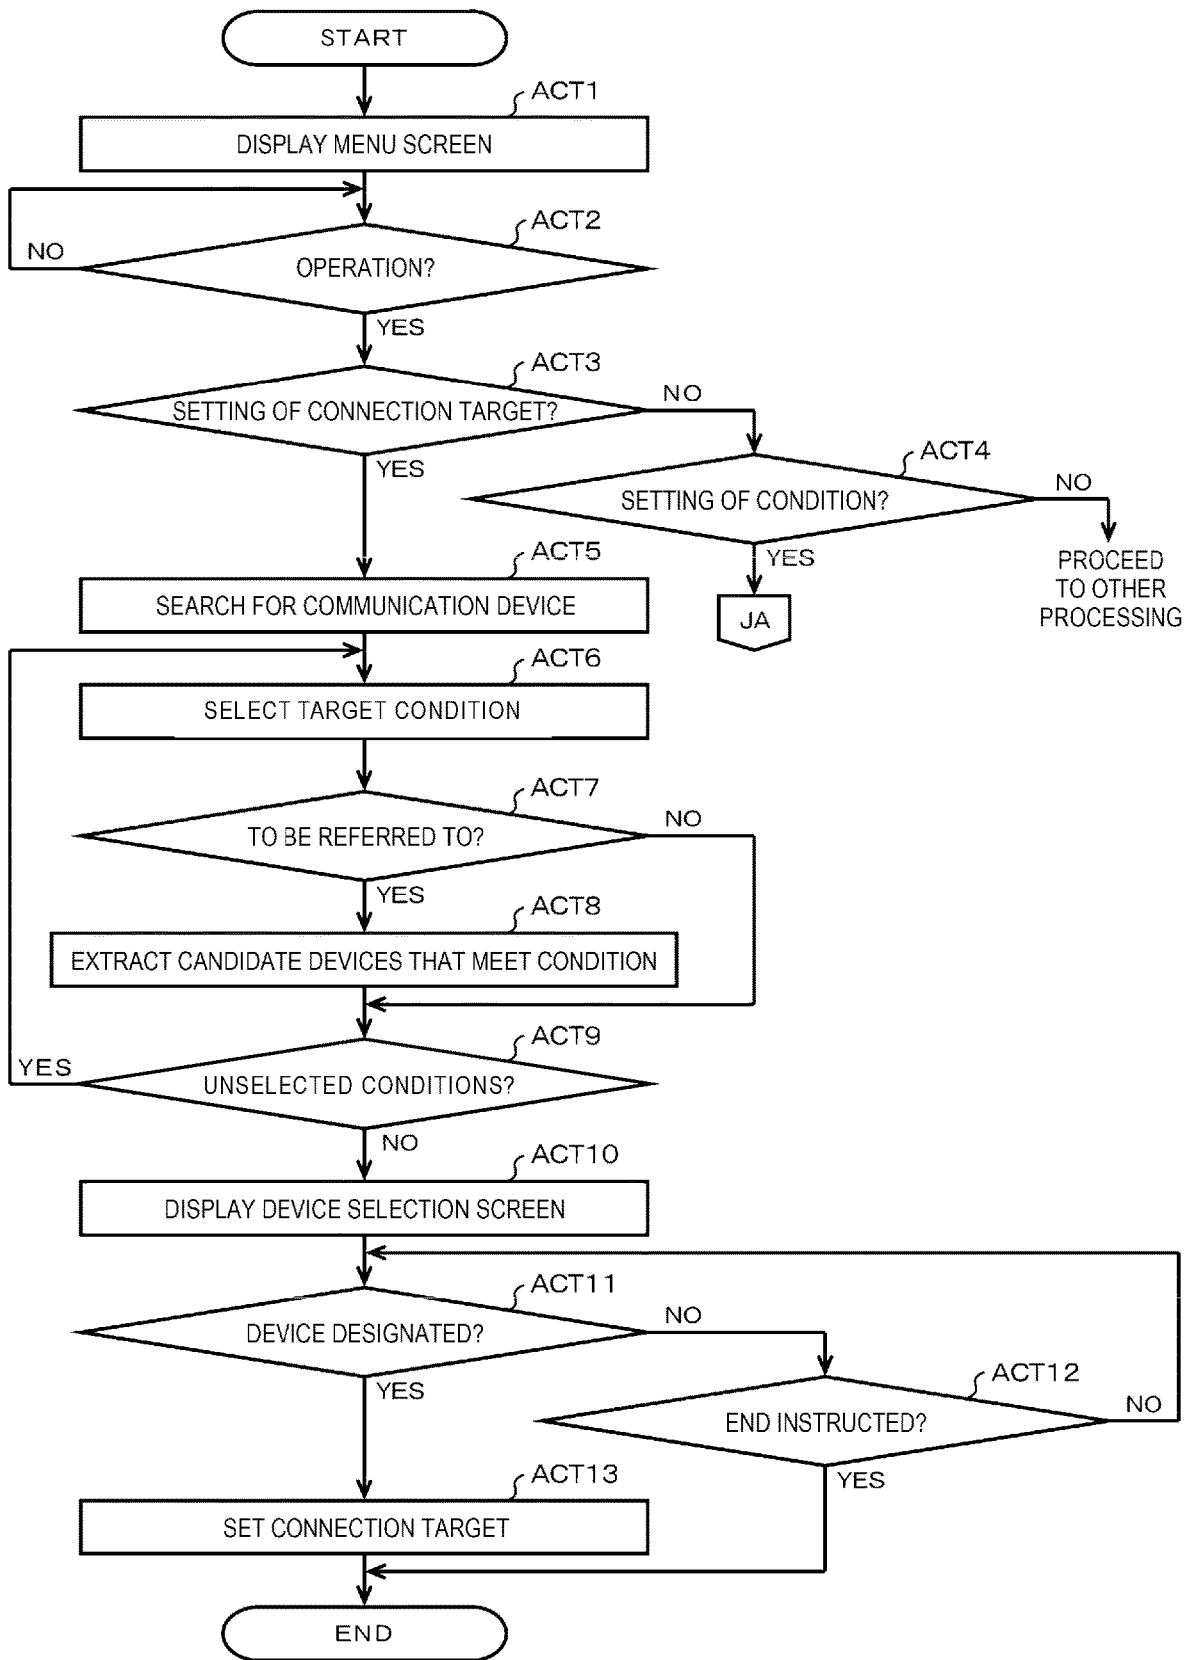 START
ACT1
DISPLAY MENU SCREEN
ACT2
NO
OPERATION?
YES
ACT3
NO
SETTING OF CONNECTION TARGET?
YES
ACT4
NO
SETTING OF CONDITION?
YES
JA
PROCEED
TO OTHER
PROCESSING
ACT5
SEARCH FOR COMMUNICATION DEVICE
ACT6
SELECT TARGET CONDITION
ACT7
NO
TO BE REFERRED TO?
YES
ACT8
EXTRACT CANDIDATE DEVICES THAT MEET CONDITION
ACT9
YES
UNSELECTED CONDITIONS?
NO
ACT10
DISPLAY DEVICE SELECTION SCREEN
ACT11
NO
DEVICE DESIGNATED?
YES
ACT12
NO
END INSTRUCTED?
YES
ACT13
SET CONNECTION TARGET
END